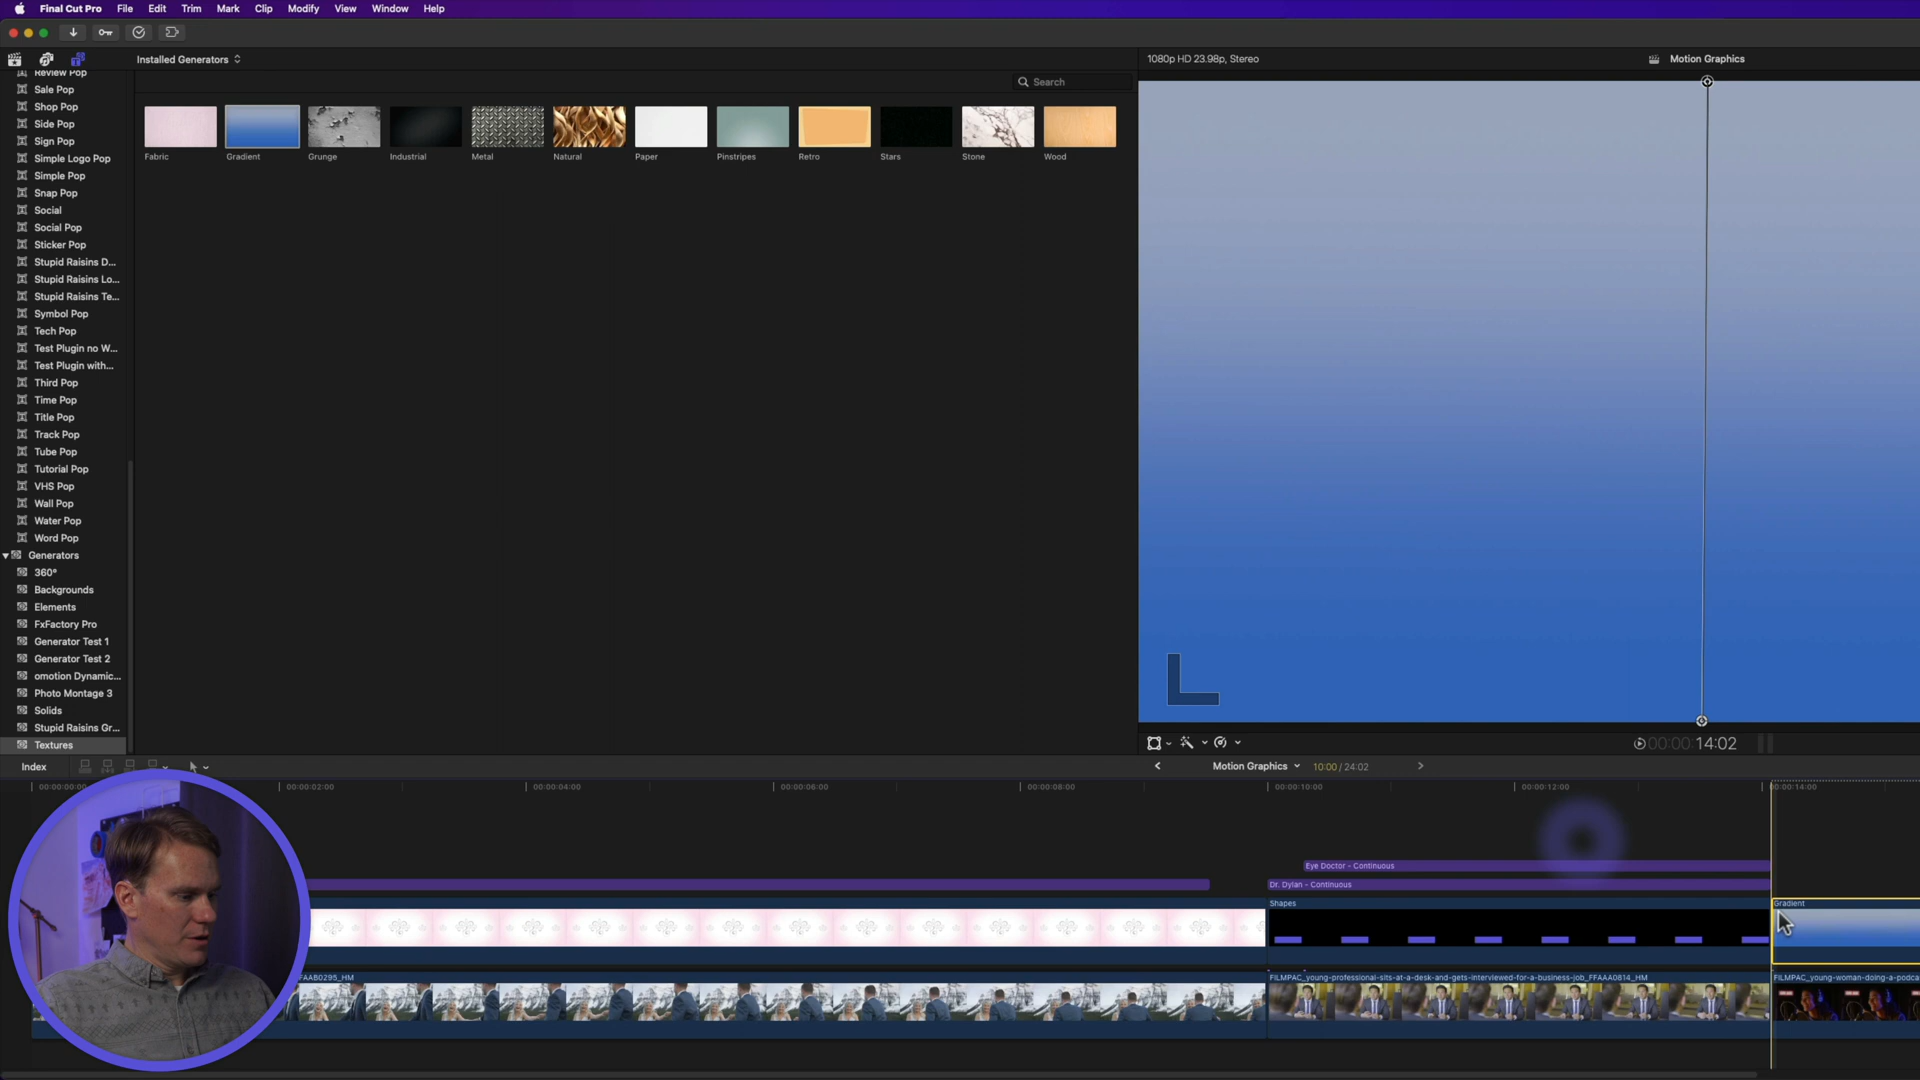 Final Cut Pro File Edit Trim Mark Clip Modify View Window Help
Installed Generators
1080p HD 23.98p, Stereo
Motion Graphics
Search
Review Pop
Sale Pop
Shop Pop
Side Pop
Sign Pop
Simple Logo Pop
Simple Pop
Snap Pop
Social
Social Pop
Sticker Pop
Stupid Raisins D...
Stupid Raisins Lo...
Stupid Raisins Te...
Symbol Pop
Tech Pop
Test Plugin no W...
Test Plugin with...
Third Pop
Time Pop
Title Pop
Track Pop
Tube Pop
Tutorial Pop
VHS Pop
Wall Pop
Water Pop
Word Pop
Generators
360°
Backgrounds
Elements
FxFactory Pro
Generator Test 1
Generator Test 2
omotion Dynamic...
Photo Montage 3
Solids
Stupid Raisins Gr...
Textures
Fabric Gradient Grunge Industrial Metal Natural Paper Pinstripes Retro Stars Stone Wood
00:00:14:02
Index
Motion Graphics 10:00 / 24:02
00:00:00:00 00:00:02:00 00:00:04:00 00:00:06:00 00:00:08:00 00:00:10:00 00:00:12:00 00:00:14:00
Eye Doctor - Continuous
Dr. Dylan - Continuous
Shapes
Gradient
FAAB0295_HM
FILMPAC_young-professional-sits-at-a-desk-and-gets-interviewed-for-a-business-job_FFAAA0814_HM
FILMPAC_young-woman-doing-a-podca